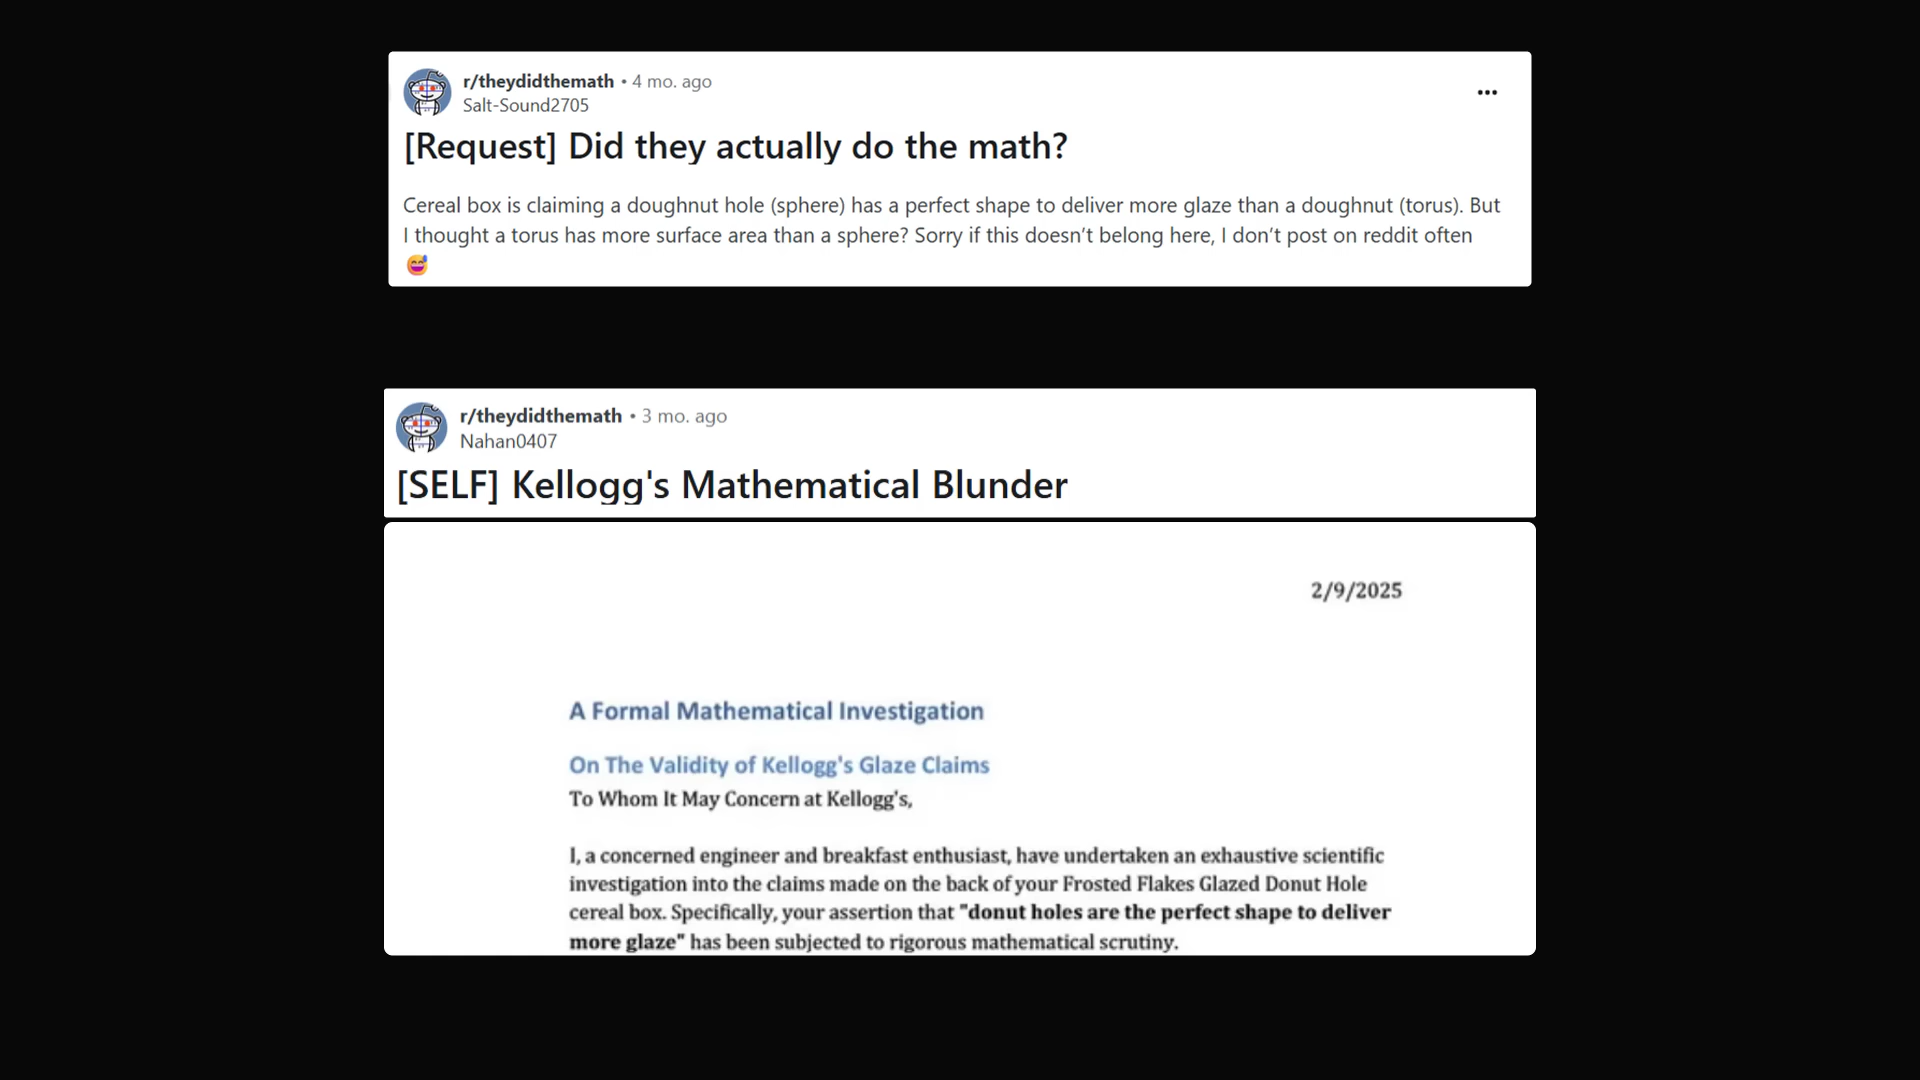 r/theydidthemath • 4 mo. ago
Salt-Sound2705
[Request] Did they actually do the math?
Cereal box is claiming a doughnut hole (sphere) has a perfect shape to deliver more glaze than a doughnut (torus). But
I thought a torus has more surface area than a sphere? Sorry if this doesn’t belong here, I don’t post on reddit often
😅
r/theydidthemath • 3 mo. ago
Nahan0407
[SELF] Kellogg's Mathematical Blunder
2/9/2025
A Formal Mathematical Investigation
On The Validity of Kellogg's Glaze Claims
To Whom It May Concern at Kellogg's,
I, a concerned engineer and breakfast enthusiast, have undertaken an exhaustive scientific
investigation into the claims made on the back of your Frosted Flakes Glazed Donut Hole
cereal box. Specifically, your assertion that "donut holes are the perfect shape to deliver
more glaze" has been subjected to rigorous mathematical scrutiny.